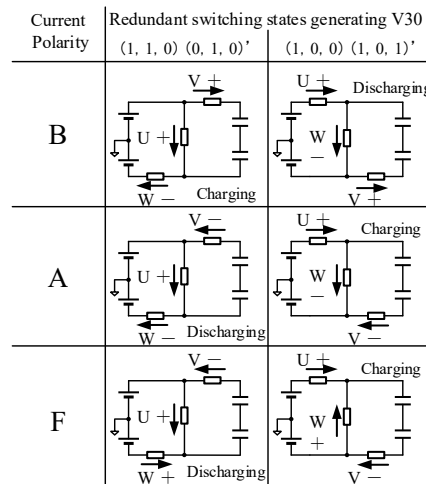 Current Polarity
Redundant switching states generating V30
(1, 1, 0) (0, 1, 0)’
(1, 0, 0) (1, 0, 1)’
B
V +
U +
W −
Charging
U +
Discharging
W −
V +
A
V −
U +
W −
Discharging
U +
Charging
W −
V −
F
V −
U +
W +
Discharging
U +
Charging
W +
V −